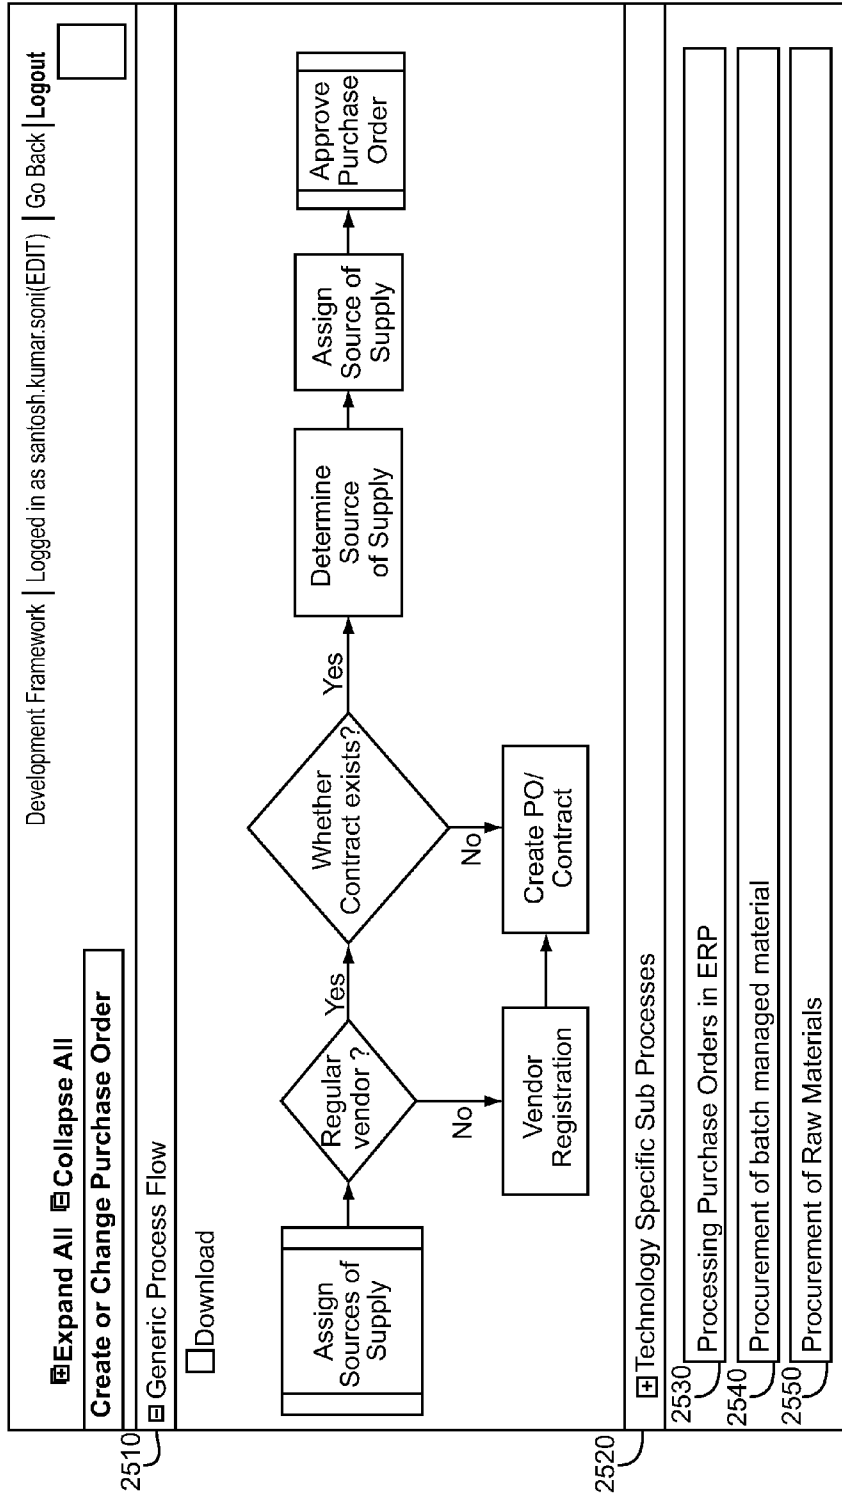 Development Framework | Logged in as santosh.kumar.soni(EDIT) | Go Back | Logout
Expand All Collapse All
Create or Change Purchase Order
2510
Generic Process Flow
Download
Assign
Sources of
Supply
Regular
vendor ?
Yes
No
Vendor
Registration
Whether
Contract exists?
Yes
No
Create PO/
Contract
Determine
Source
of Supply
Assign
Source of
Supply
Approve
Purchase
Order
2520
Technology Specific Sub Processes
2530
Processing Purchase Orders in ERP
2540
Procurement of batch managed material
2550
Procurement of Raw Materials